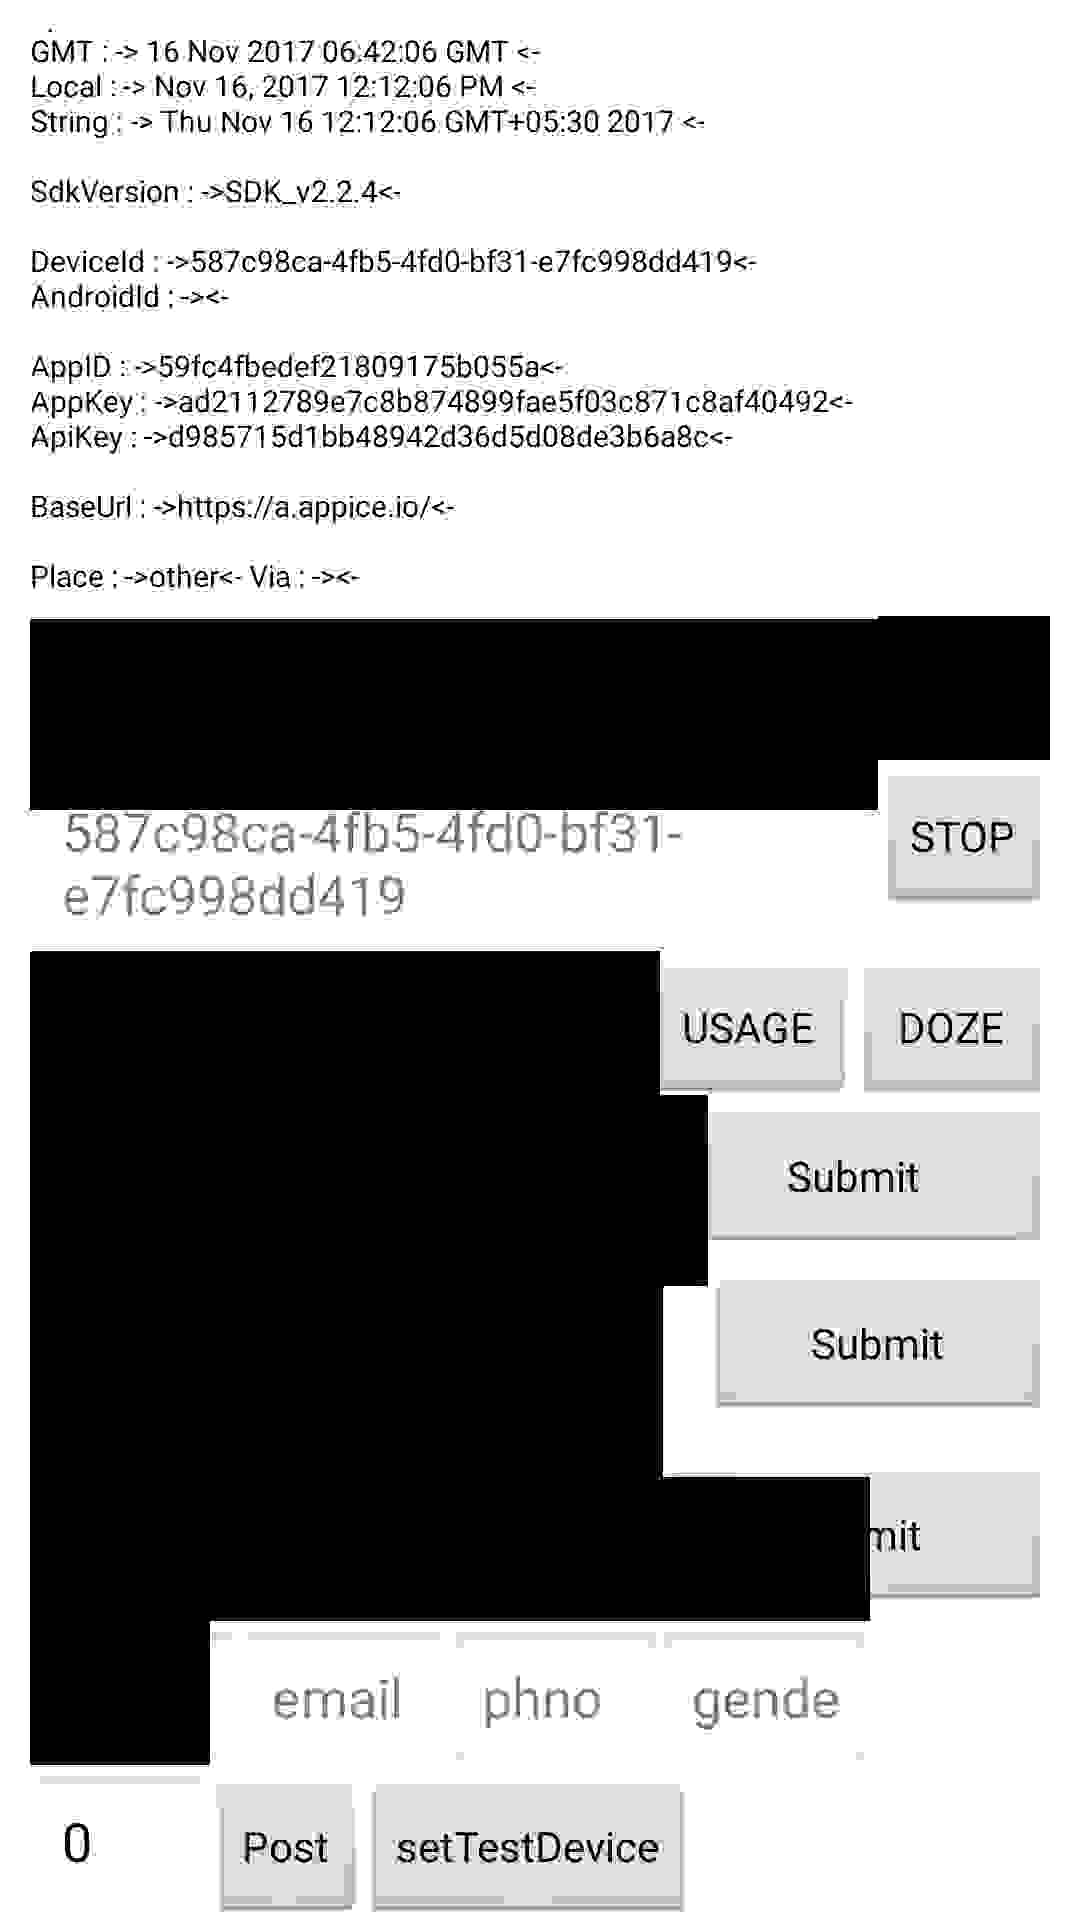 GMT : -> 16 Nov 2017 06:42:06 GMT <-
Local : -> Nov 16, 2017 12:12:06 PM <-
String : -> Thu Nov 16 12:12:06 GMT+05:30 2017 <-
SdkVersion : ->SDK_v2.2.4<-
DeviceId : ->587c98ca-4fb5-4fd0-bf31-e7fc998dd419<-
AndroidId : -><-
AppID : ->59fc4fbedef21809175b055a<-
AppKey : ->ad2112789e7c8b874899fae5f03c871c8af40492<-
ApiKey : ->d985715d1bb48942d36d5d08de3b6a8c<-
BaseUrl : ->https://a.appice.io/<-
Place : ->other<- Via : -><-
587c98ca-4fb5-4fd0-bf31-
e7fc998dd419
STOP
USAGE DOZE
Submit
Submit
mit
email phno gende
0 Post setTestDevice